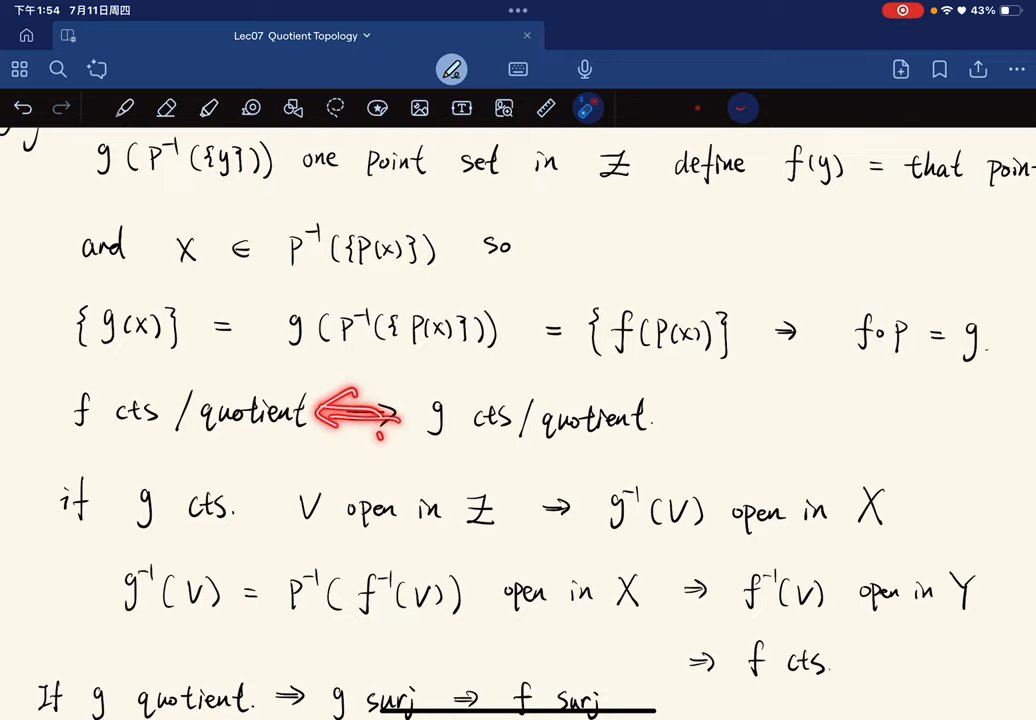 下午1:54 7月11日周四
43%
Lec07 Quotient Topology
g(p⁻¹({y})) one point set in Z define f(y) = that poin
and x ∈ p⁻¹({p(x)}) so
{g(x)} = g(p⁻¹({p(x)})) = {f(p(x))} ⇒ f∘p = g.
f cts/quotient ⇒ g cts/quotient.
if g cts. V open in Z ⇒ g⁻¹(V) open in X
g⁻¹(V) = p⁻¹(f⁻¹(V)) open in X ⇒ f⁻¹(V) open in Y
⇒ f cts.
If g quotient. ⇒ g surj ⇒ f surj